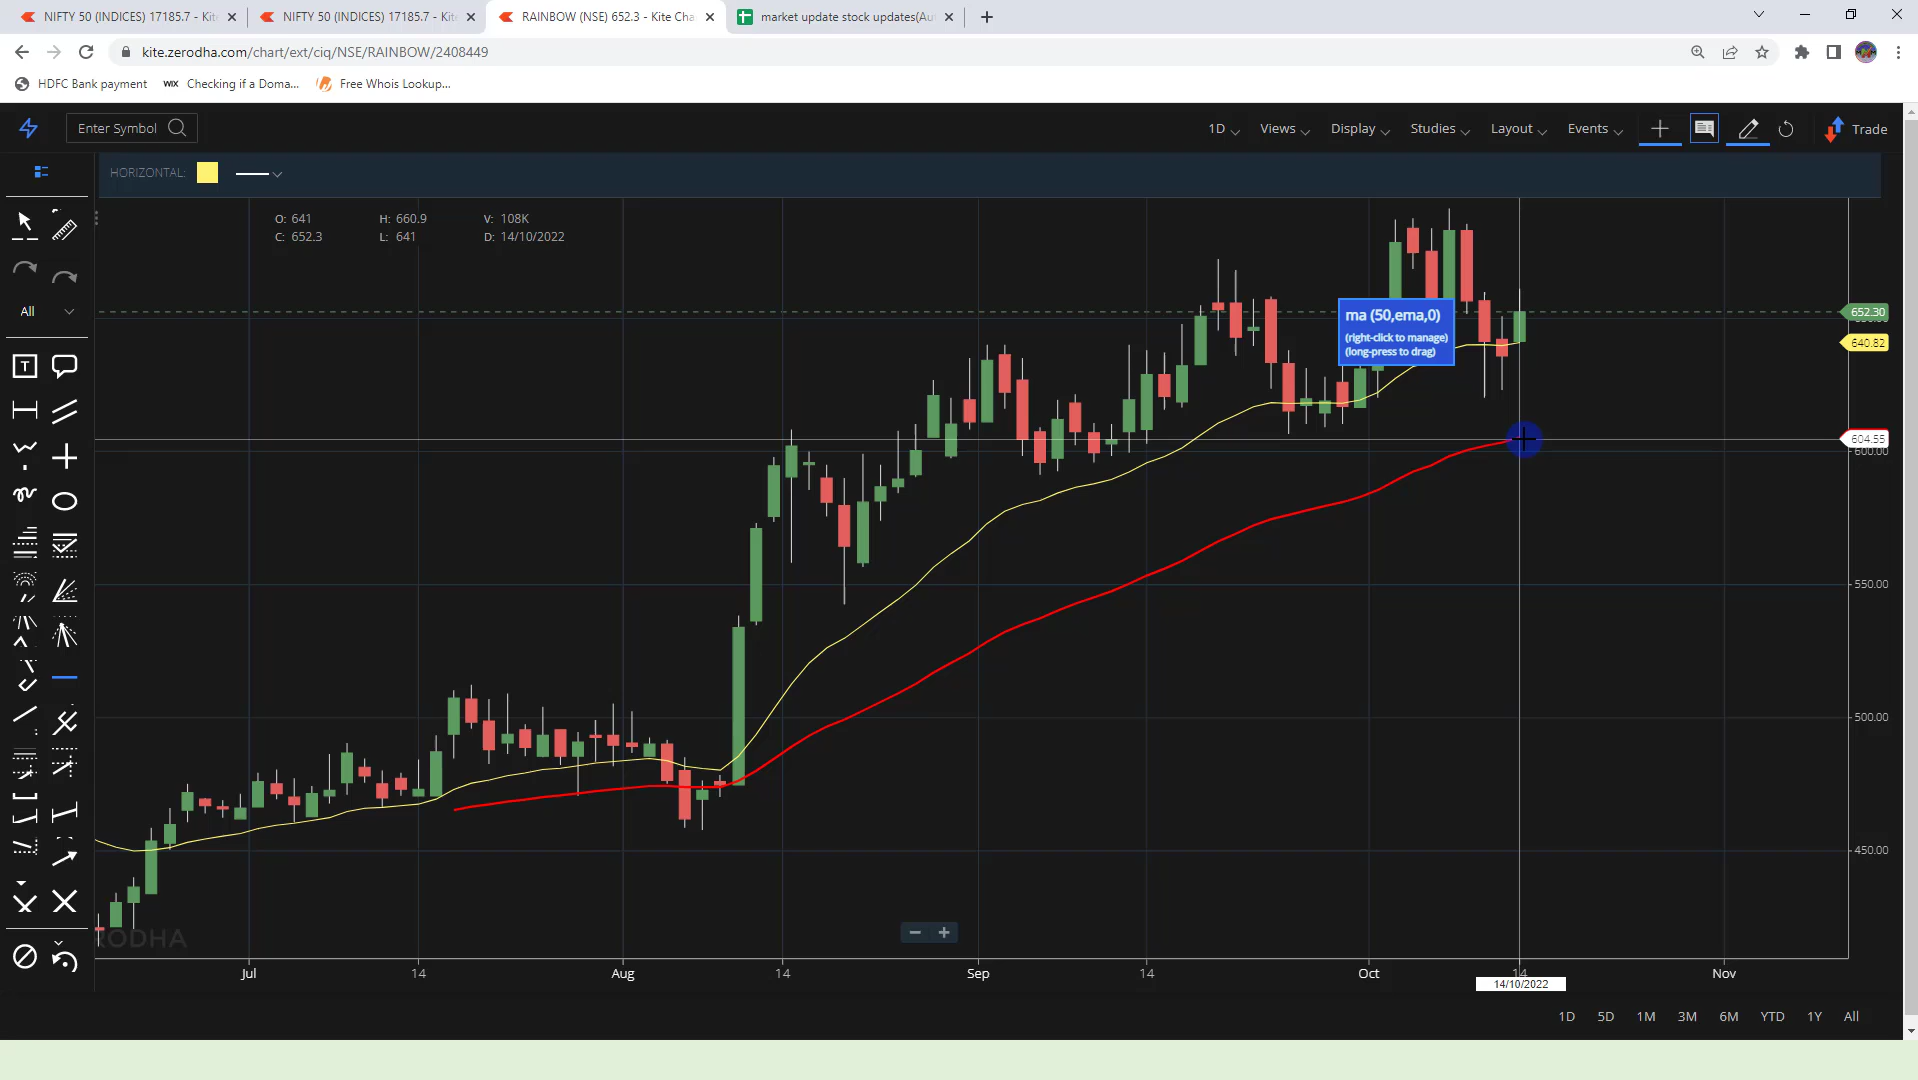 NIFTY 50 (INDICES) 17185.7 - Kit
NIFTY 50 (INDICES) 17185.7 - Kite
RAINBOW (NSE) 652.3 - Kite Cha
market update stock updates(Au
kite.zerodha.com/chart/ext/ciq/NSE/RAINBOW/2408449
HDFC Bank payment
WIX Checking if a Doma...
Free Whois Lookup...
Enter Symbol
1D
Views
Display
Studies
Layout
Events
Trade
HORIZONTAL:
O: 641 H: 660.9 V: 108K
C: 652.3 L: 641 D: 14/10/2022
All
T
ma (50,ema,0)
(right-click to manage)
(long-press to drag)
652.30
640.82
604.55
600.00
550.00
500.00
450.00
RODHA
Jul 14 Aug 14 Sep 14 Oct 14 Nov
14/10/2022
1D 5D 1M 3M 6M YTD 1Y All